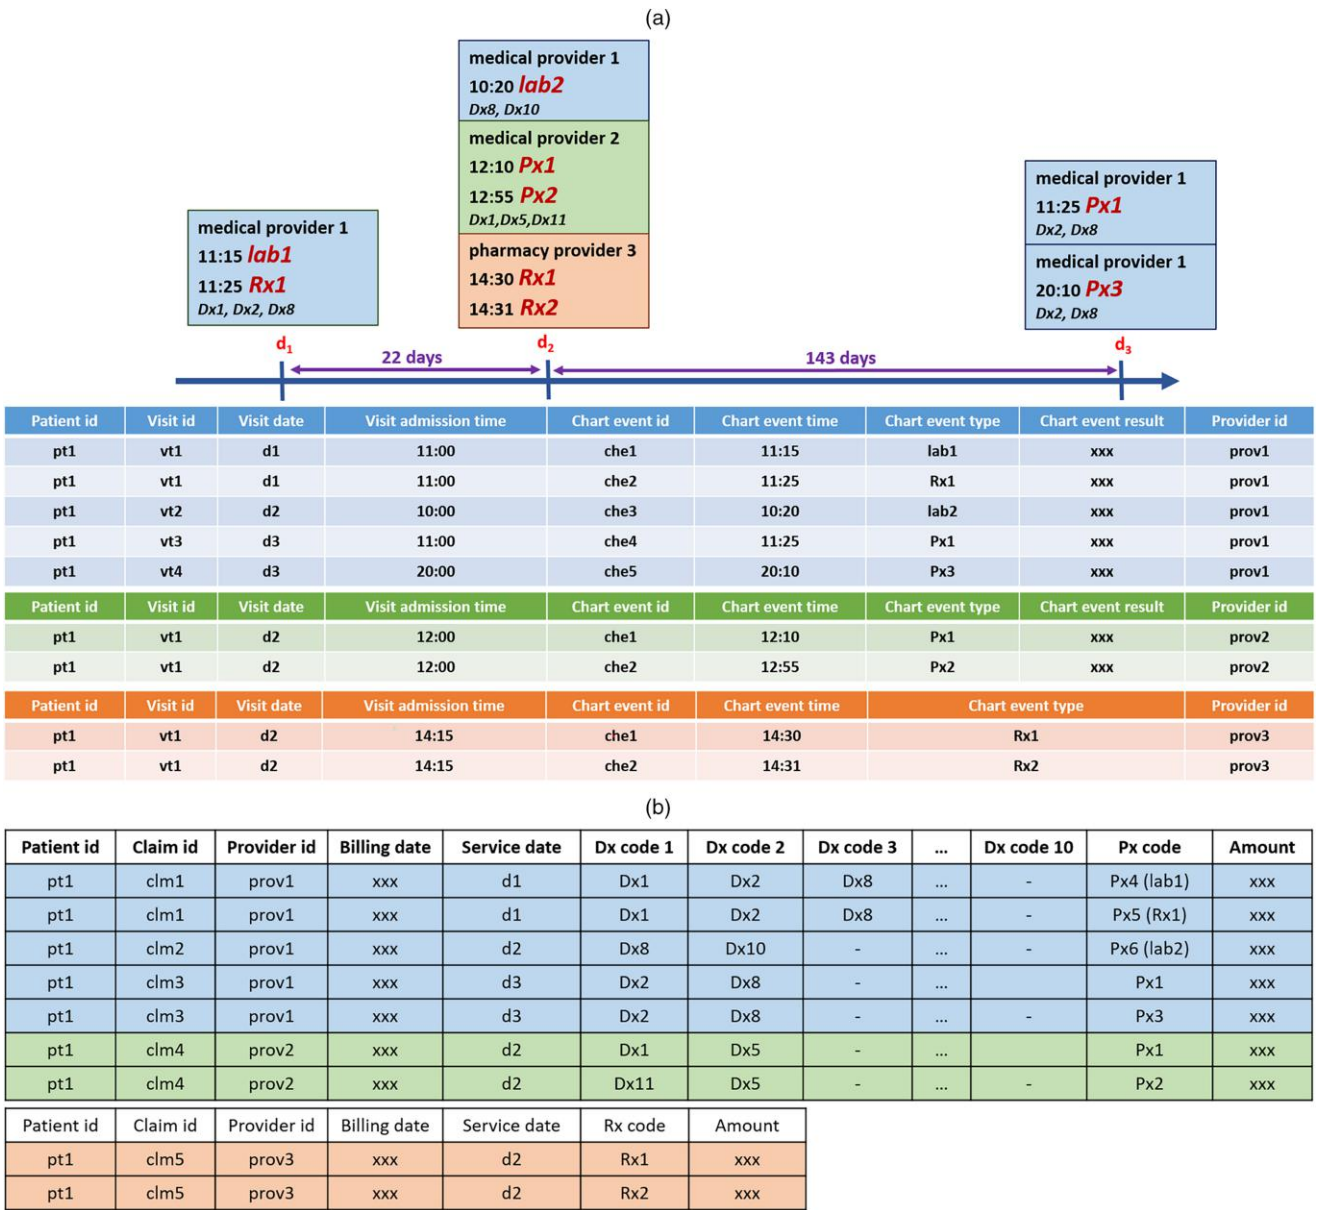 (a)
medical provider 1
10:20 lab2
Dx8, Dx10
medical provider 2
12:10 Px1
12:55 Px2
Dx1,Dx5,Dx11
pharmacy provider 3
14:30 Rx1
14:31 Rx2
medical provider 1
11:15 lab1
11:25 Rx1
Dx1, Dx2, Dx8
medical provider 1
11:25 Px1
Dx2, Dx8
medical provider 1
20:10 Px3
Dx2, Dx8
d1 d2 d3
22 days 143 days
Patient id Visit id Visit date Visit admission time Chart event id Chart event time Chart event type Chart event result Provider id
pt1 vt1 d1 11:00 che1 11:15 lab1 xxx prov1
pt1 vt1 d1 11:00 che2 11:25 Rx1 xxx prov1
pt1 vt2 d2 10:00 che3 10:20 lab2 xxx prov1
pt1 vt3 d3 11:00 che4 11:25 Px1 xxx prov1
pt1 vt4 d3 20:00 che5 20:10 Px3 xxx prov1
Patient id Visit id Visit date Visit admission time Chart event id Chart event time Chart event type Chart event result Provider id
pt1 vt1 d2 12:00 che1 12:10 Px1 xxx prov2
pt1 vt1 d2 12:00 che2 12:55 Px2 xxx prov2
Patient id Visit id Visit date Visit admission time Chart event id Chart event time Chart event type Provider id
pt1 vt1 d2 14:15 che1 14:30 Rx1 prov3
pt1 vt1 d2 14:15 che2 14:31 Rx2 prov3
(b)
Patient id Claim id Provider id Billing date Service date Dx code 1 Dx code 2 Dx code 3 ... Dx code 10 Px code Amount
pt1 clm1 prov1 xxx d1 Dx1 Dx2 Dx8 ... - Px4 (lab1) xxx
pt1 clm1 prov1 xxx d1 Dx1 Dx2 Dx8 ... - Px5 (Rx1) xxx
pt1 clm2 prov1 xxx d2 Dx8 Dx10 - ... - Px6 (lab2) xxx
pt1 clm3 prov1 xxx d3 Dx2 Dx8 - ... Px1 xxx
pt1 clm3 prov1 xxx d3 Dx2 Dx8 - ... - Px3 xxx
pt1 clm4 prov2 xxx d2 Dx1 Dx5 - ... Px1 xxx
pt1 clm4 prov2 xxx d2 Dx11 Dx5 - ... - Px2 xxx
Patient id Claim id Provider id Billing date Service date Rx code Amount
pt1 clm5 prov3 xxx d2 Rx1 xxx
pt1 clm5 prov3 xxx d2 Rx2 xxx